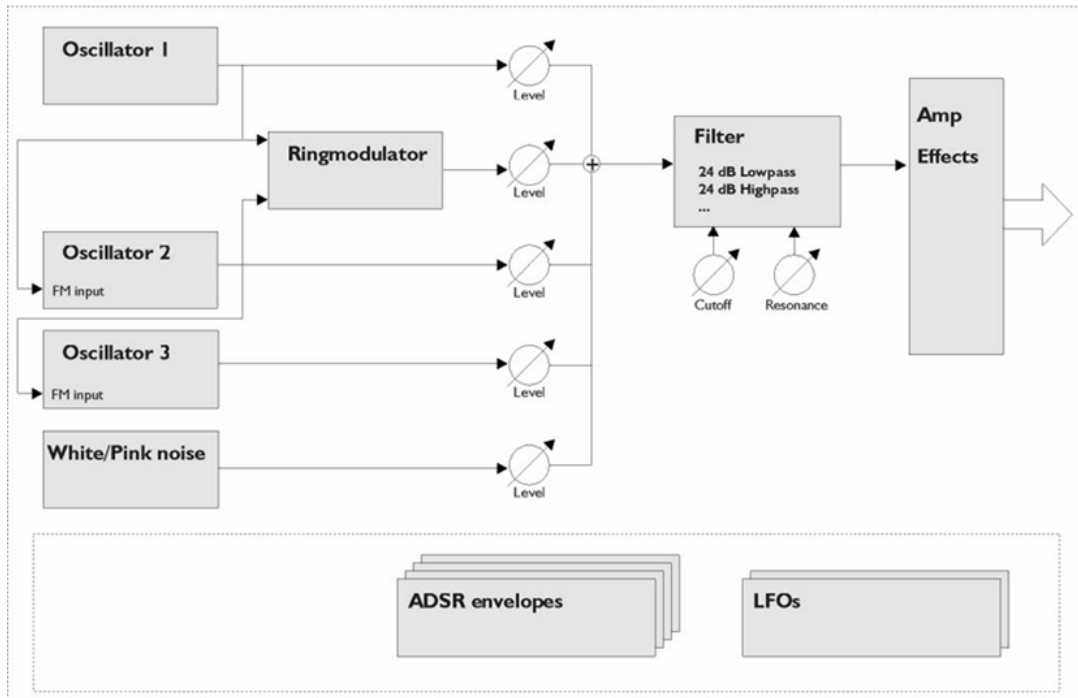 Oscillator 1
Level
Ringmodulator
Level
Oscillator 2
FM input
Level
Oscillator 3
FM input
Level
White/Pink noise
Level
+
Filter
24 dB Lowpass
24 dB Highpass
...
Cutoff
Resonance
Amp
Effects
ADSR envelopes
LFOs